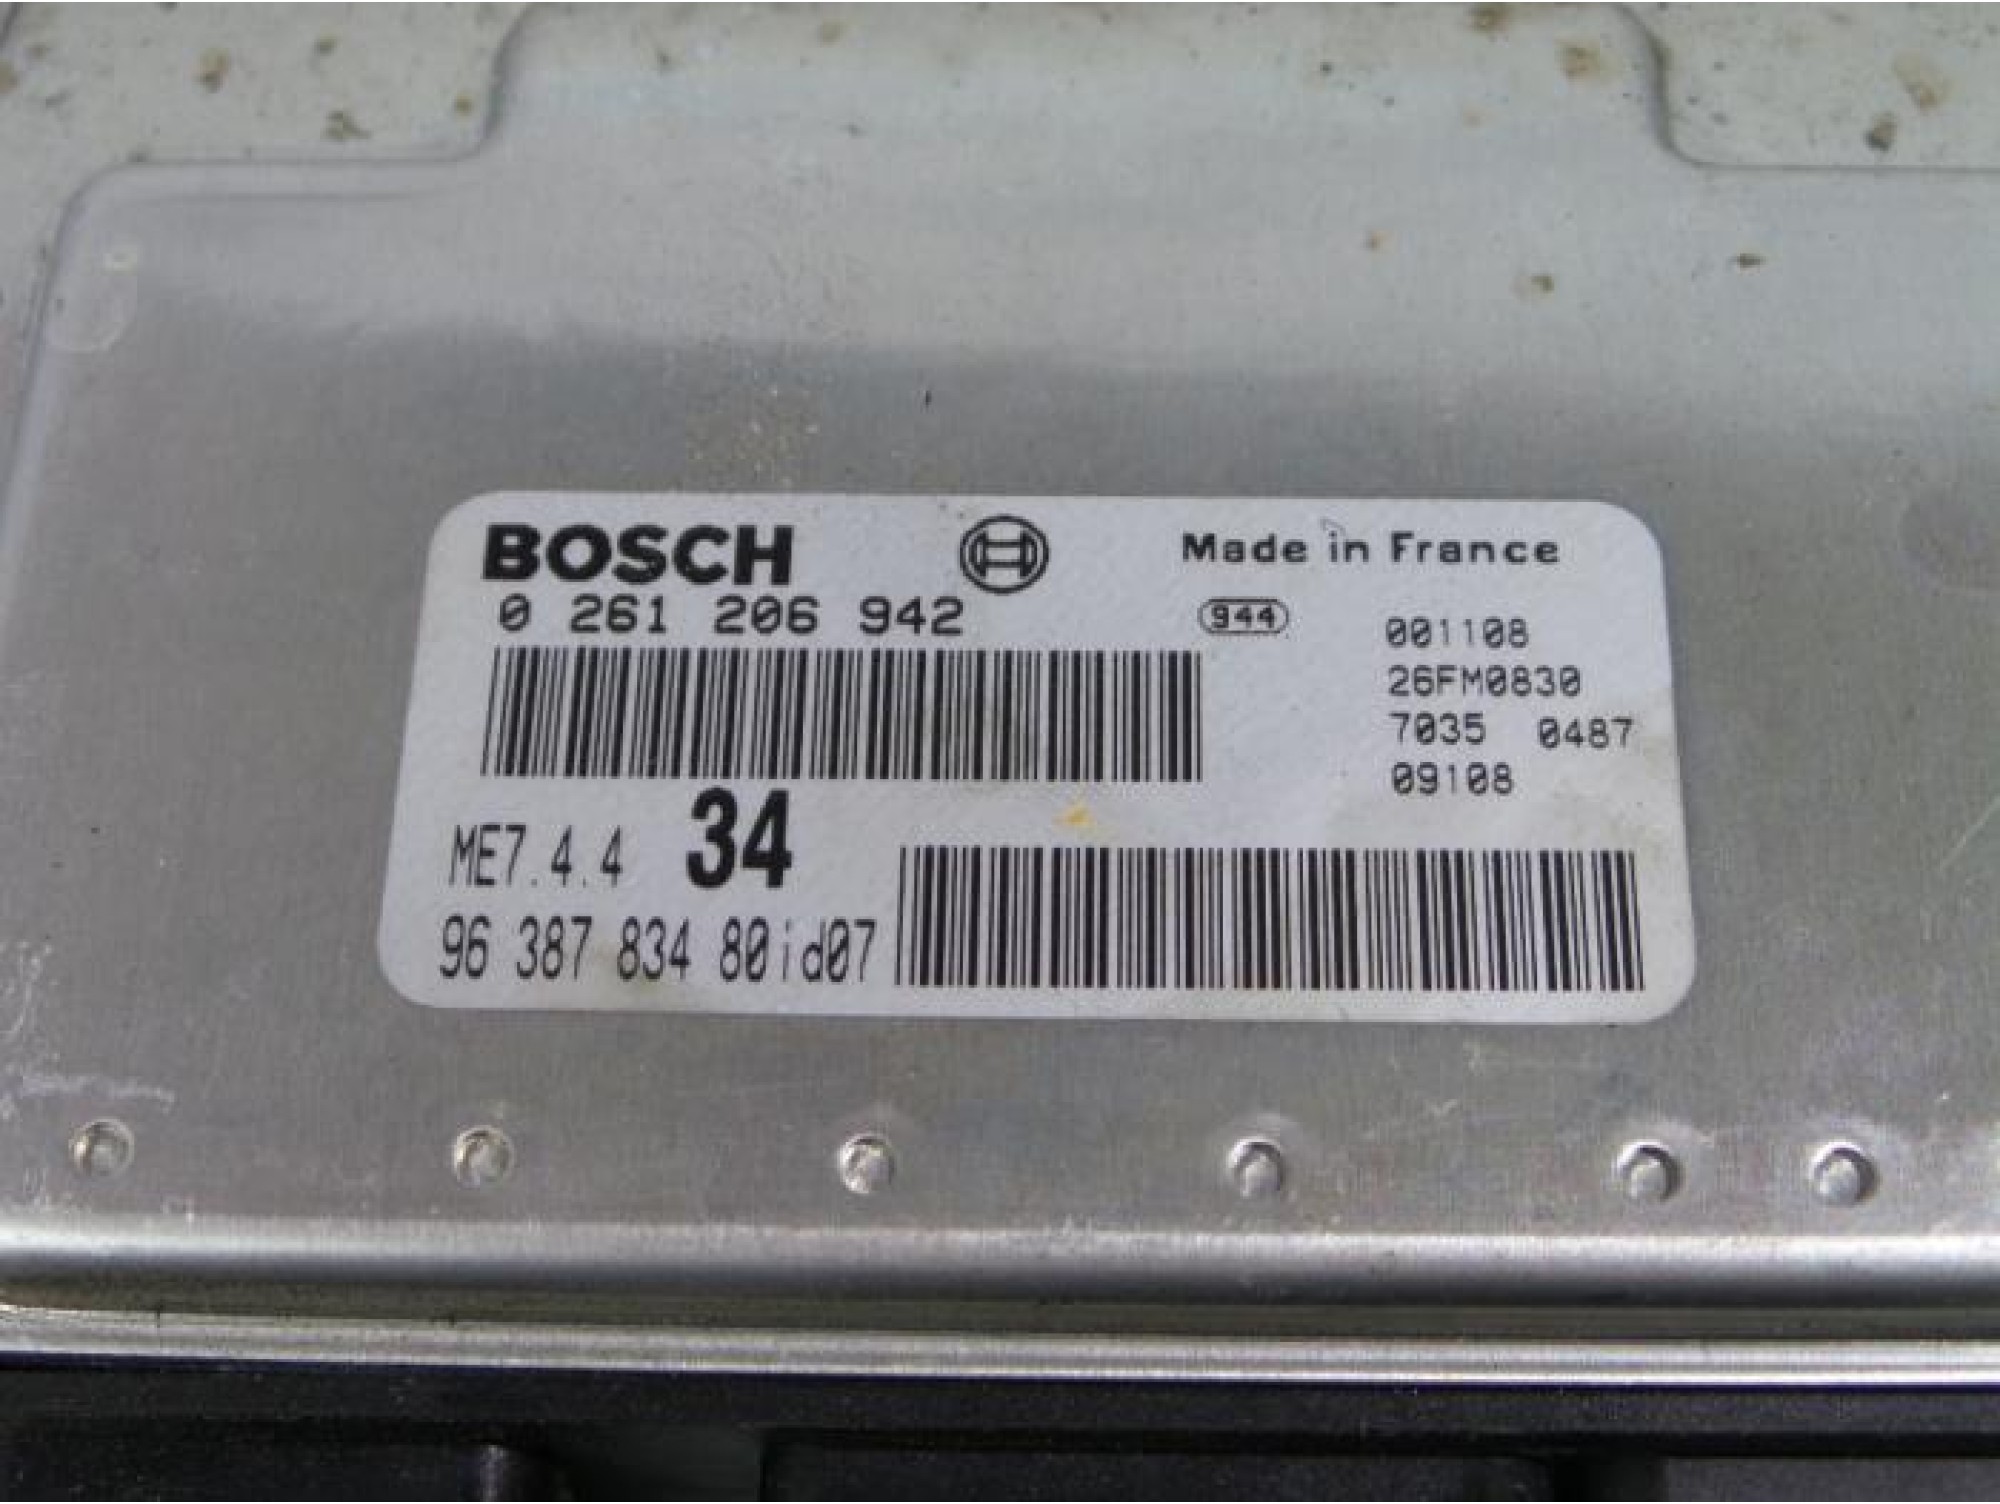 BOSCH Made in France
0 261 206 942 944 001108
26FM0830
7035 0487
09108
ME7.4.4 34
96 387 834 80id07